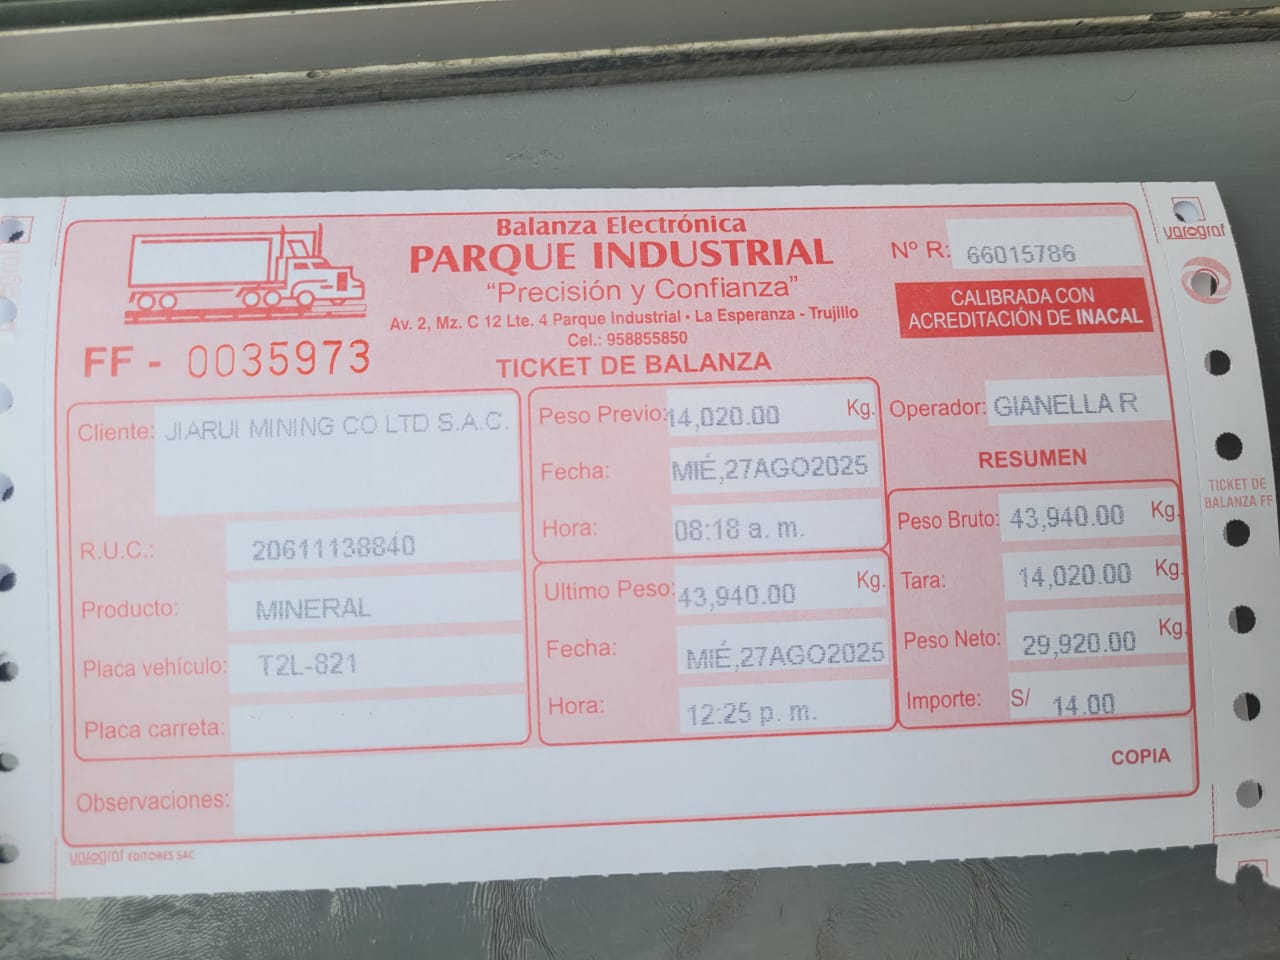 Balanza Electrónica
PARQUE INDUSTRIAL
"Precisión y Confianza"
Av. 2, Mz. C 12 Lte. 4 Parque Industrial • La Esperanza - Trujillo
Cel.: 958855850
FF - 0035973
TICKET DE BALANZA
Nº R: 66015786
CALIBRADA CON
ACREDITACIÓN DE INACAL
Cliente: JIARUI MINING CO LTD S.A.C.
R.U.C.: 20611138840
Producto: MINERAL
Placa vehículo: T2L-821
Placa carreta:
Peso Previo: 14,020.00 Kg.
Fecha: MIÉ,27AGO2025
Hora: 08:18 a. m.
Ultimo Peso: 43,940.00 Kg.
Fecha: MIÉ,27AGO2025
Hora: 12:25 p. m.
Operador: GIANELLA R
RESUMEN
Peso Bruto: 43,940.00 Kg.
Tara: 14,020.00 Kg.
Peso Neto: 29,920.00 Kg.
Importe: S/ 14.00
COPIA
Observaciones:
varograf EDITORES SAC
varograf
TICKET DE
BALANZA FF